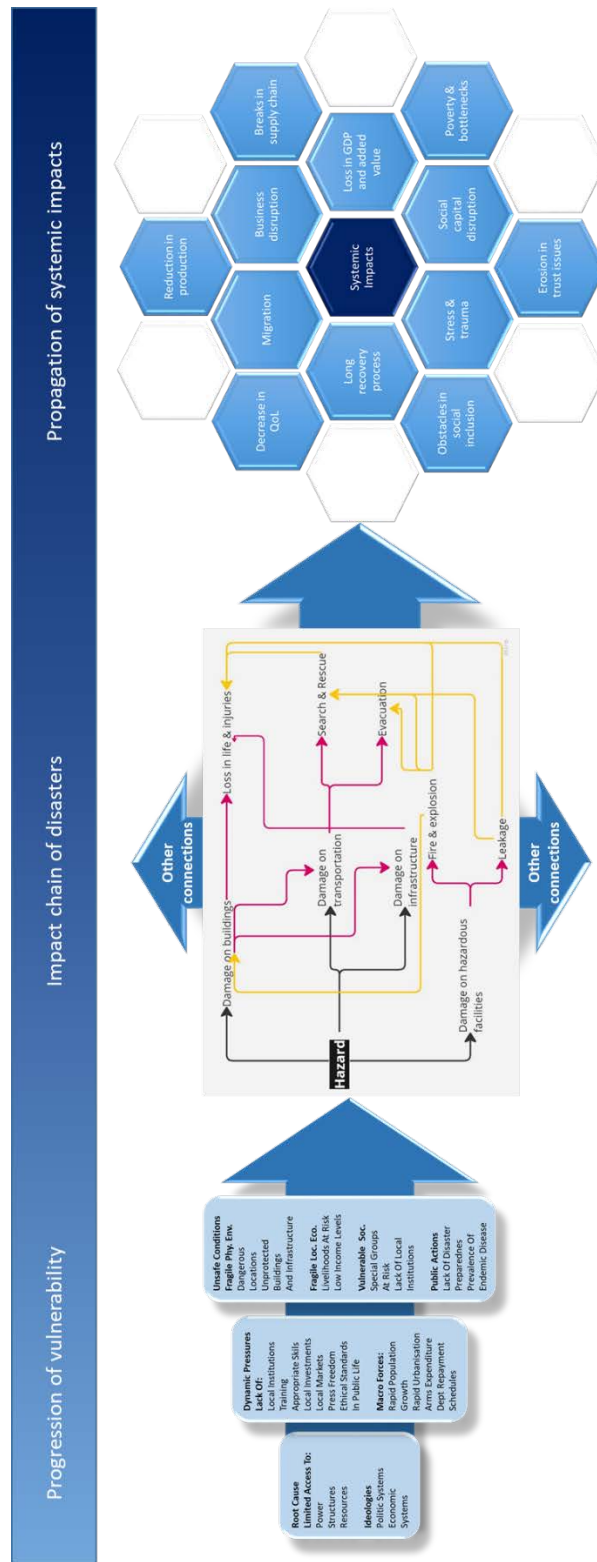 Progression of vulnerability
Impact chain of disasters
Propagation of systemic impacts
Root Cause
Limited Access To:
Power
Structures
Resources
Ideologies
Politic Systems
Economic
Systems
Dynamic Pressures
Lack Of:
Local Institutions
Training
Appropriate Skils
Local Investments
Local Markets
Press Freedom
Ethical Standards
In Public Life
Macro Forces:
Rapid Population
Growth
Rapid Urbanisation
Arms Expenditure
Dept Repayment
Schedules
Unsafe Conditions
Fragile Phy. Env.
Dangerous
Locations
Unprotected
Buildings
And Infrastructure
Fragile Loc. Eco.
Livelihoods At Risk
Low Income Levels
Vulnerable Soc.
Special Groups
At Risk
Lack Of Local
Institutions
Public Actions
Lack Of Disaster
Preparednes
Prevalence Of
Endemic Disease
Other
connections
Hazard
Damage on buildings
Loss in life & injuries
Damage on
transportation
Search & Rescue
Damage on
infrastructure
Evacuation
Fire & explosion
Damage on hazardous
facilities
Leakage
Other
connections
Reduction in
production
Breaks in
supply chain
Business
disruption
Migration
Decrease in
QoL
Loss in GDP
and added
value
Systemic
Impacts
Long
recovery
process
Poverty &
bottlenecks
Social
capital
disruption
Stress &
trauma
Obstacles in
social
inclusion
Erosion in
trust issues